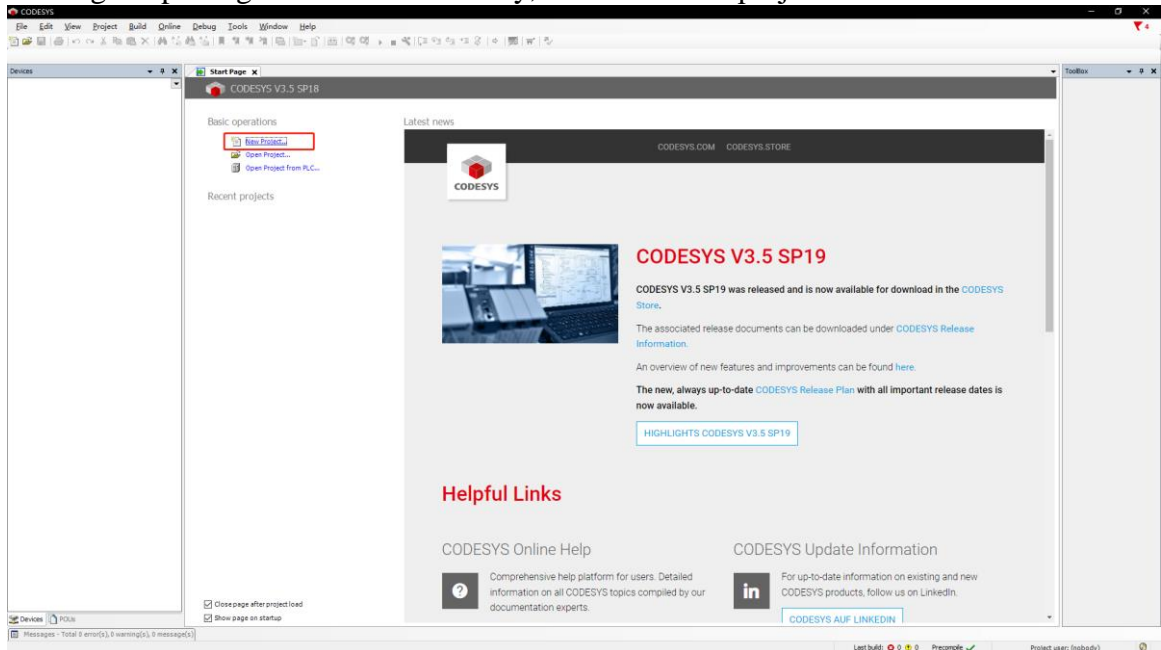 CODESYS
File Edit View Project Build Online Debug Tools Window Help
4
Devices
Start Page
ToolBox
CODESYS V3.5 SP18
Basic operations
New Project...
Open Project...
Open Project from PLC...
Recent projects
Latest news
CODESYS.COM CODESYS.STORE
CODESYS
CODESYS V3.5 SP19
CODESYS V3.5 SP19 was released and is now available for download in the CODESYS
Store.
The associated release documents can be downloaded under CODESYS Release
Information.
An overview of new features and improvements can be found here.
The new, always up-to-date CODESYS Release Plan with all important release dates is
now available.
HIGHLIGHTS CODESYS V3.5 SP19
Helpful Links
CODESYS Online Help
Comprehensive help platform for users. Detailed
information on all CODESYS topics compiled by our
documentation experts.
CODESYS Update Information
in
For up-to-date information on existing and new
CODESYS products, follow us on LinkedIn.
CODESYS AUF LINKEDIN
Close page after project load
Show page on startup
Devices POUs
Messages - Total 0 error(s), 0 warning(s), 0 message(s)
Last build: 0 0 Precompile Project user: (nobody)